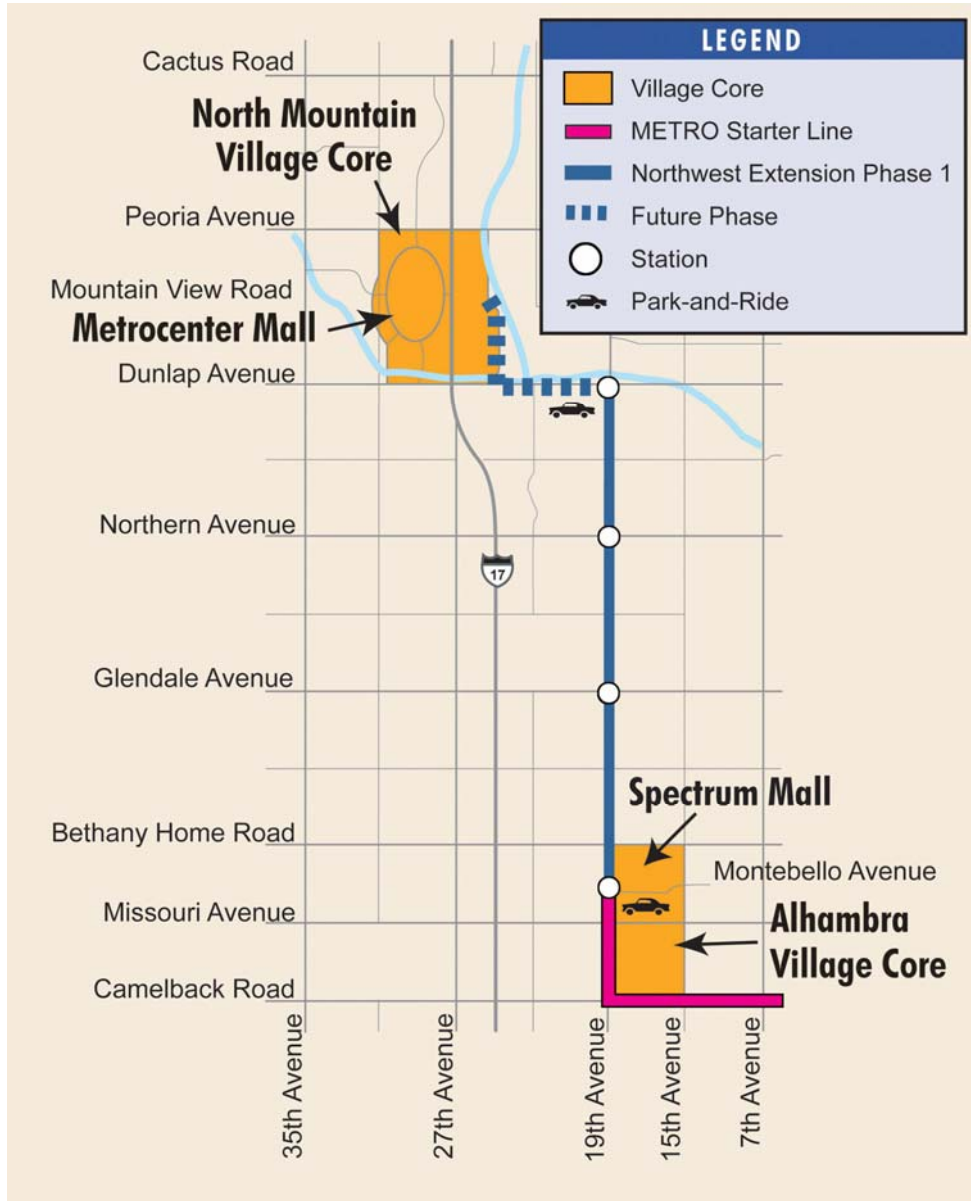 LEGEND
Village Core
METRO Starter Line
Northwest Extension Phase 1
Future Phase
Station
Park-and-Ride
Cactus Road
North Mountain
Village Core
Peoria Avenue
Mountain View Road
Metrocenter Mall
Dunlap Avenue
Northern Avenue
17
Glendale Avenue
Spectrum Mall
Bethany Home Road
Montebello Avenue
Missouri Avenue
Alhambra
Village Core
Camelback Road
35th Avenue
27th Avenue
19th Avenue
15th Avenue
7th Avenue